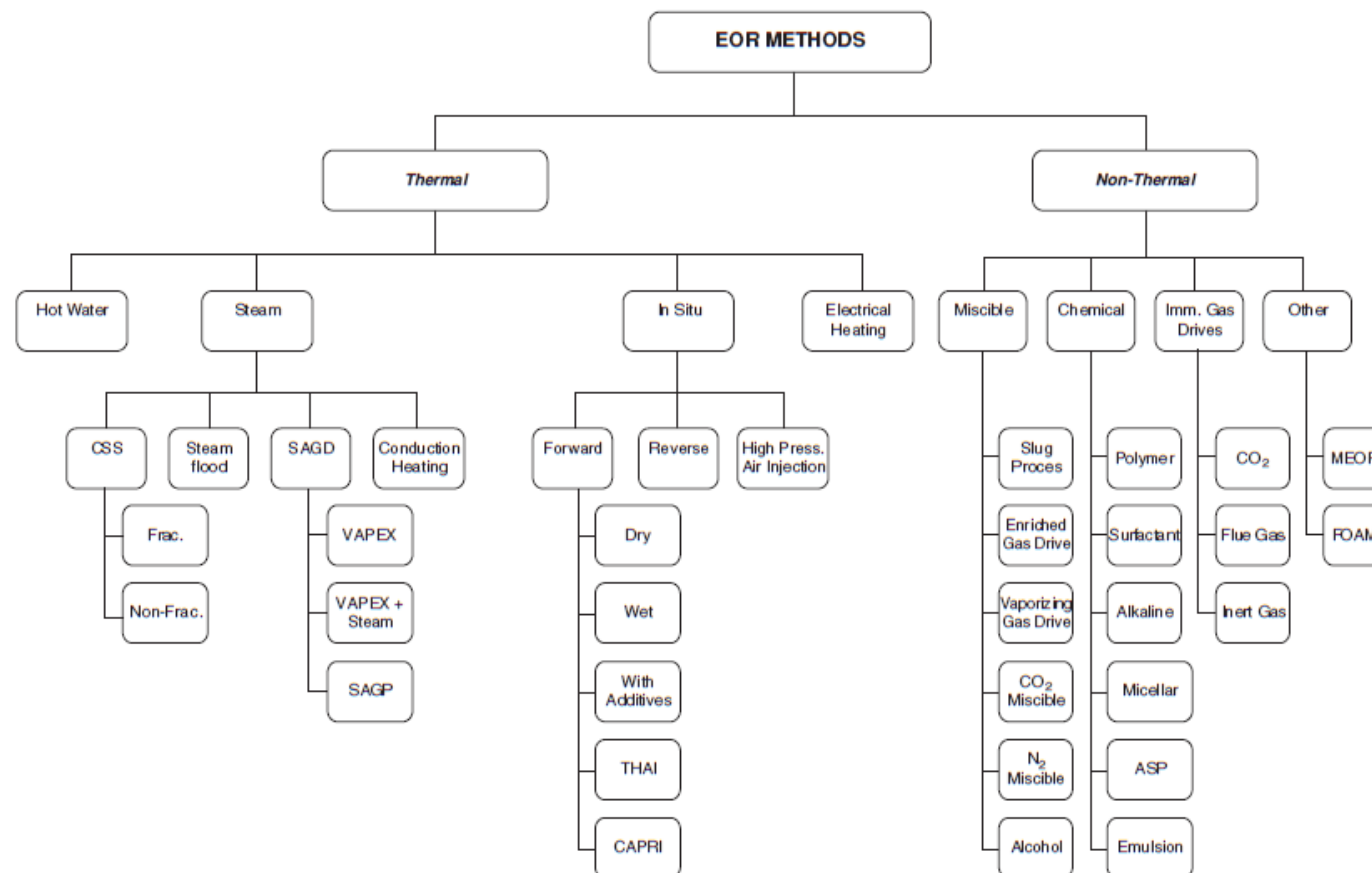 EOR METHODS
Thermal
Non-Thermal
Hot Water
Steam
In Situ
Electrical
Heating
Miscible
Chemical
Imm. Gas
Drives
Other
CSS
Steam
flood
SAGD
Conduction
Heating
Forward
Reverse
High Press.
Air Injection
Slug
Proces
Polymer
CO₂
MEOR
Frac.
VAPEX
Dry
Enriched
Gas Drive
Surfactant
Flue Gas
FOAM
Non-Frac.
VAPEX +
Steam
Wet
Vaporizing
Gas Drive
Alkaline
Inert Gas
SAGP
With
Additives
CO₂
Miscible
Micellar
THAI
N₂
Miscible
ASP
CAPRI
Alcohol
Emulsion